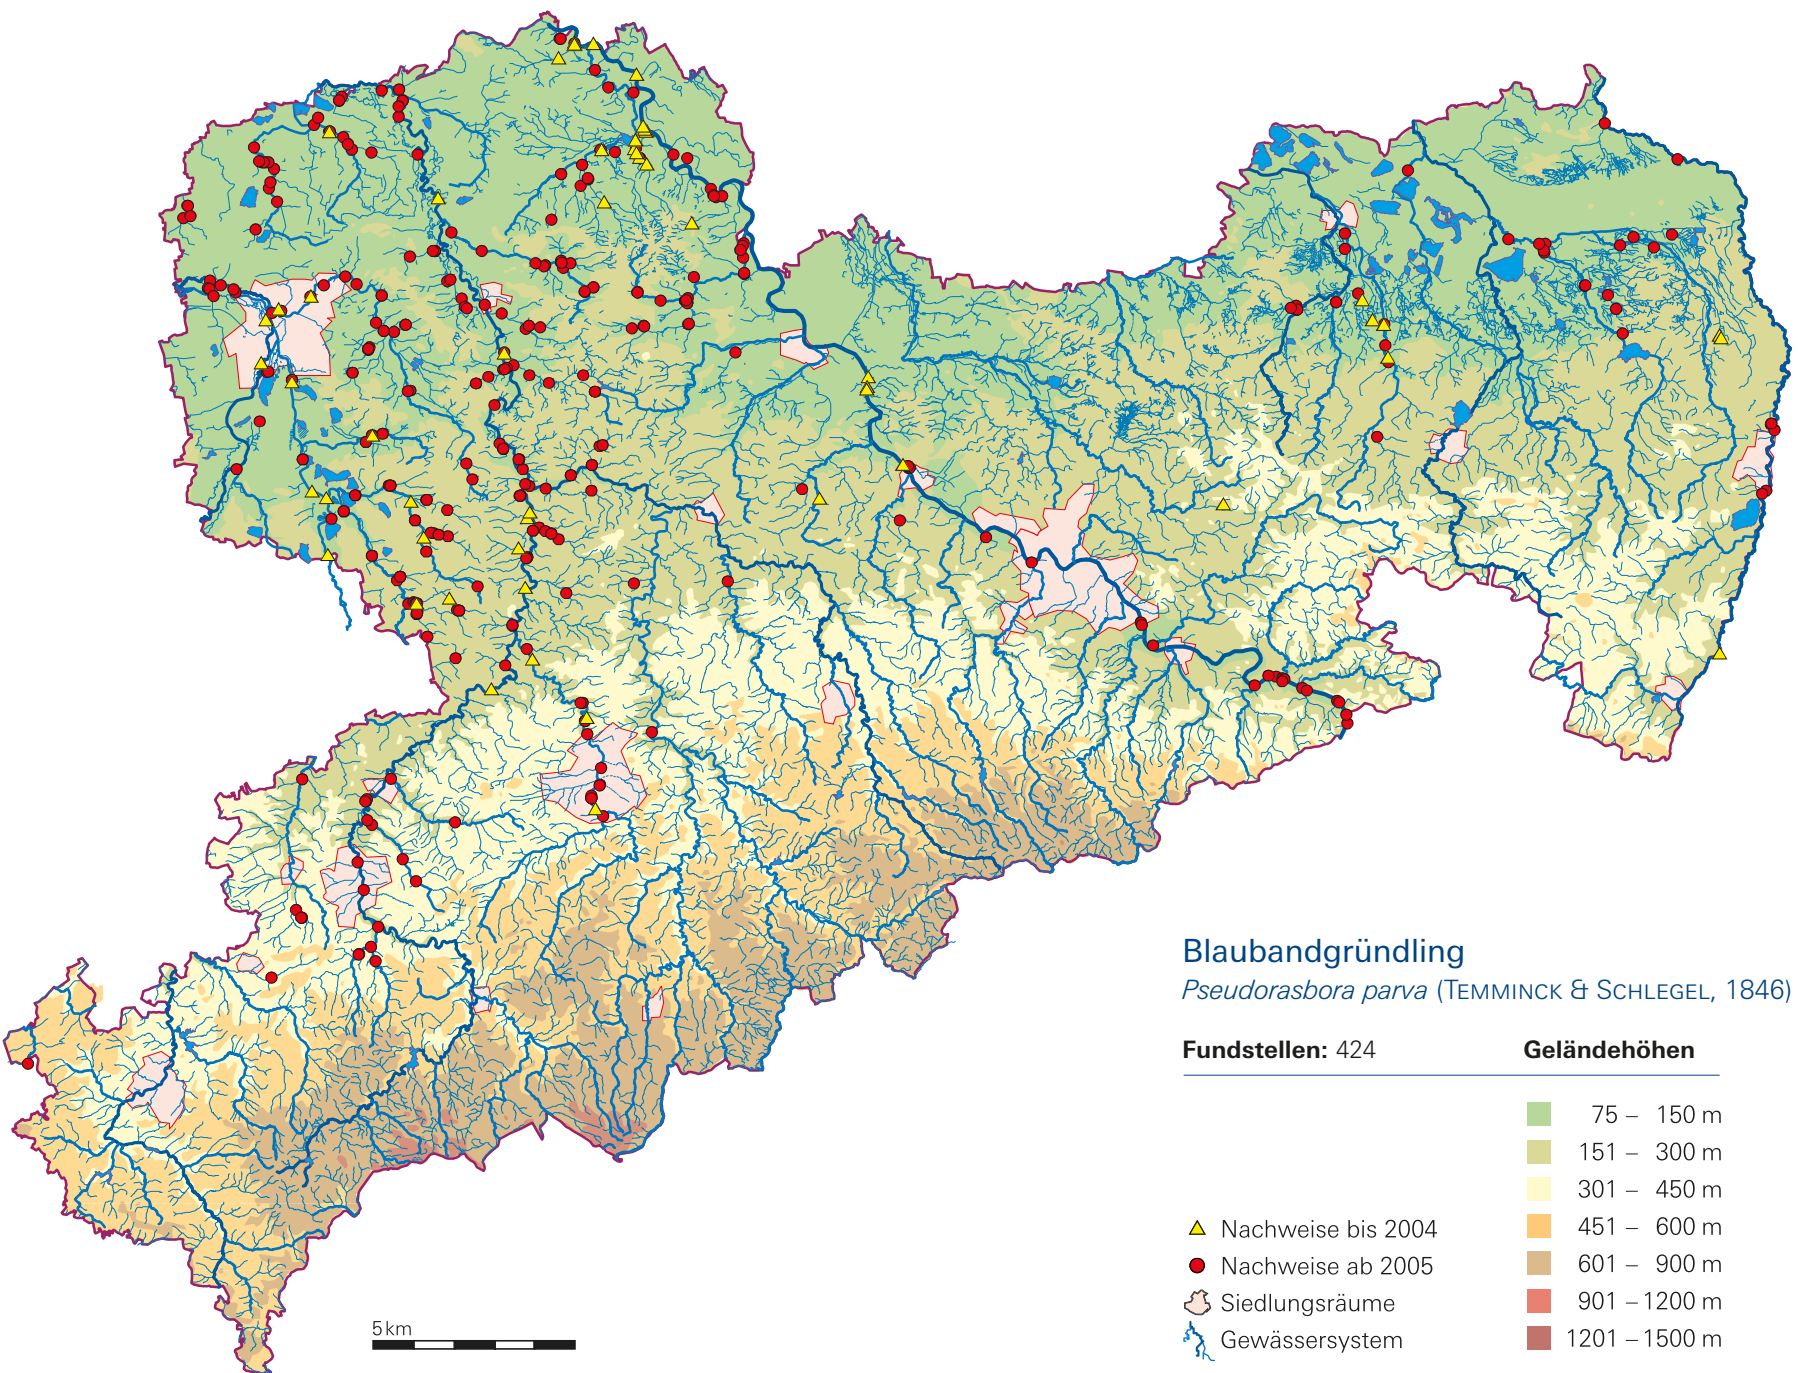 Blaubandgründling
Pseudorasbora parva (TEMMINCK & SCHLEGEL, 1846)
Fundstellen: 424
Geländehöhen
75 – 150 m
151 – 300 m
301 – 450 m
451 – 600 m
601 – 900 m
901 – 1200 m
1201 – 1500 m
Nachweise bis 2004
Nachweise ab 2005
Siedlungsräume
Gewässersystem
5 km